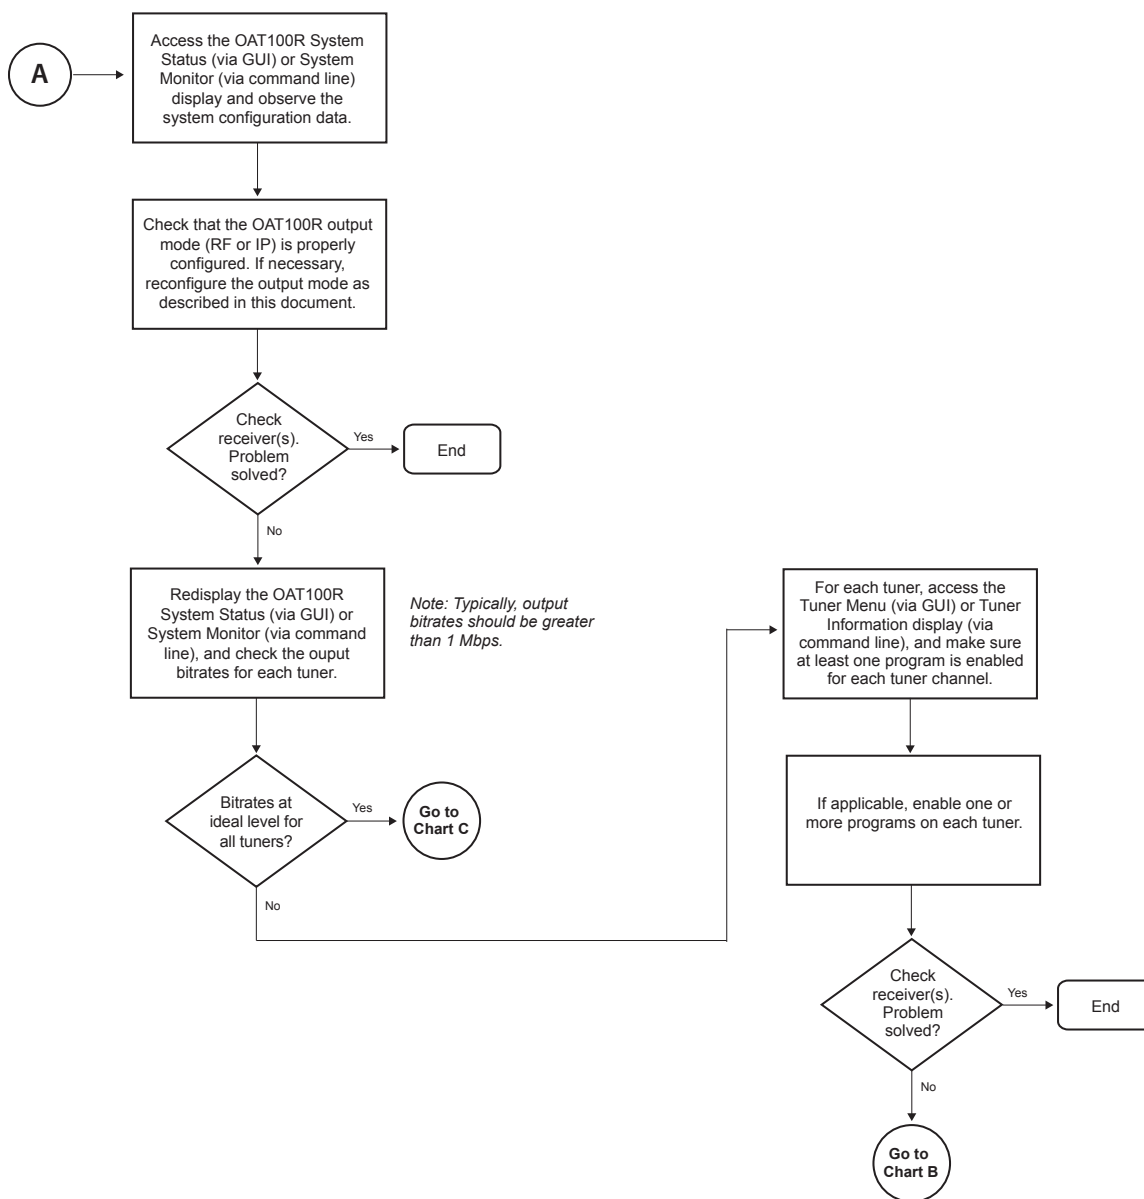 A
Access the OAT100R System
Status (via GUI) or System
Monitor (via command line)
display and observe the
system configuration data.
Check that the OAT100R output
mode (RF or IP) is properly
configured. If necessary,
reconfigure the output mode as
described in this document.
Check
receiver(s).
Problem
solved?
Yes
End
No
Redisplay the OAT100R
System Status (via GUI) or
System Monitor (via command
line), and check the ouput
bitrates for each tuner.
Note: Typically, output
bitrates should be greater
than 1 Mbps.
Bitrates at
ideal level for
all tuners?
Yes
Go to
Chart C
No
For each tuner, access the
Tuner Menu (via GUI) or Tuner
Information display (via
command line), and make sure
at least one program is enabled
for each tuner channel.
If applicable, enable one or
more programs on each tuner.
Check
receiver(s).
Problem
solved?
Yes
End
No
Go to
Chart B